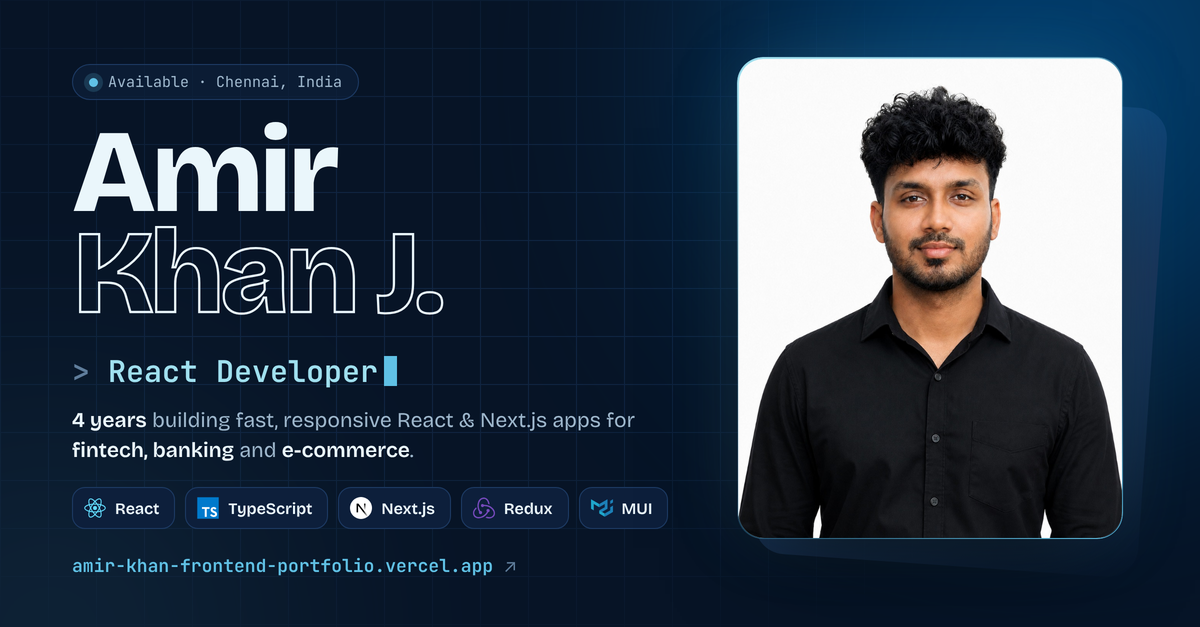 Available · Chennai, India
Amir
Khan J.
> React Developer
4 years building fast, responsive React & Next.js apps for
fintech, banking and e-commerce.
React TS TypeScript N Next.js Redux MUI
amir-khan-frontend-portfolio.vercel.app ↗